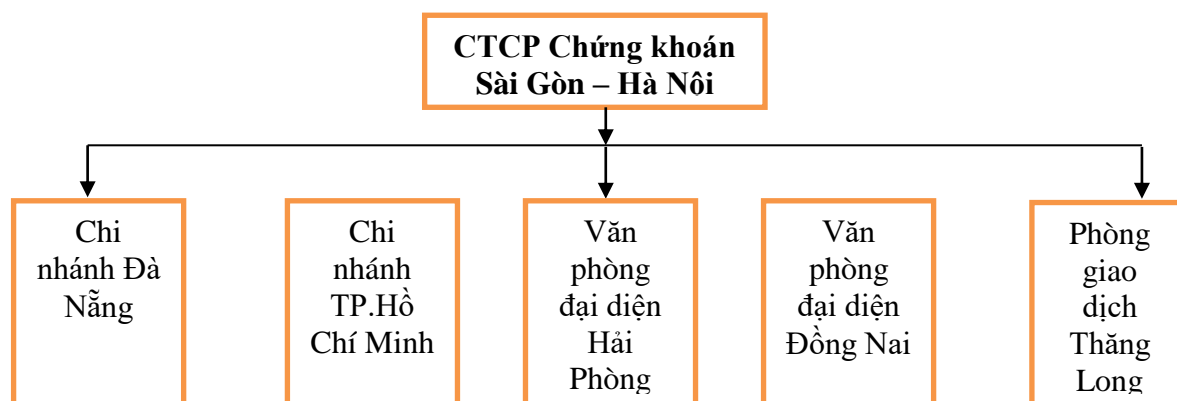 CTCP Chứng khoán
Sài Gòn – Hà Nôi
Chi
nhánh Đà
Nẵng
Chi
nhánh
TP.Hồ
Chí Minh
Văn
phòng
đại diện
Hải
Phòng
Văn
phòng
đại diện
Đồng Nai
Phòng
giao
dịch
Thăng
Long